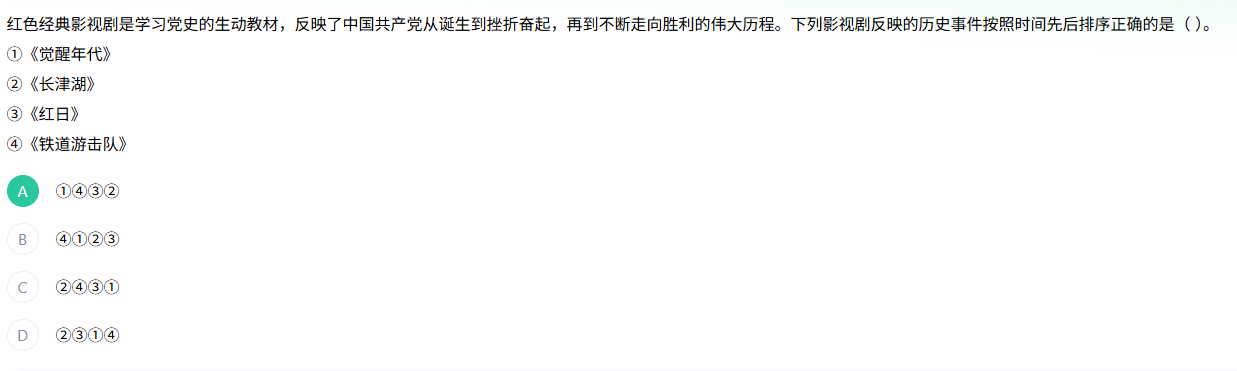 红色经典影视剧是学习党史的生动教材，反映了中国共产党从诞生到挫折奋起，再到不断走向胜利的伟大历程。下列影视剧反映的历史事件按照时间先后排序正确的是（ ）。
①《觉醒年代》
②《长津湖》
③《红日》
④《铁道游击队》
A ①④③②
B ④①②③
C ②④③①
D ②③①④